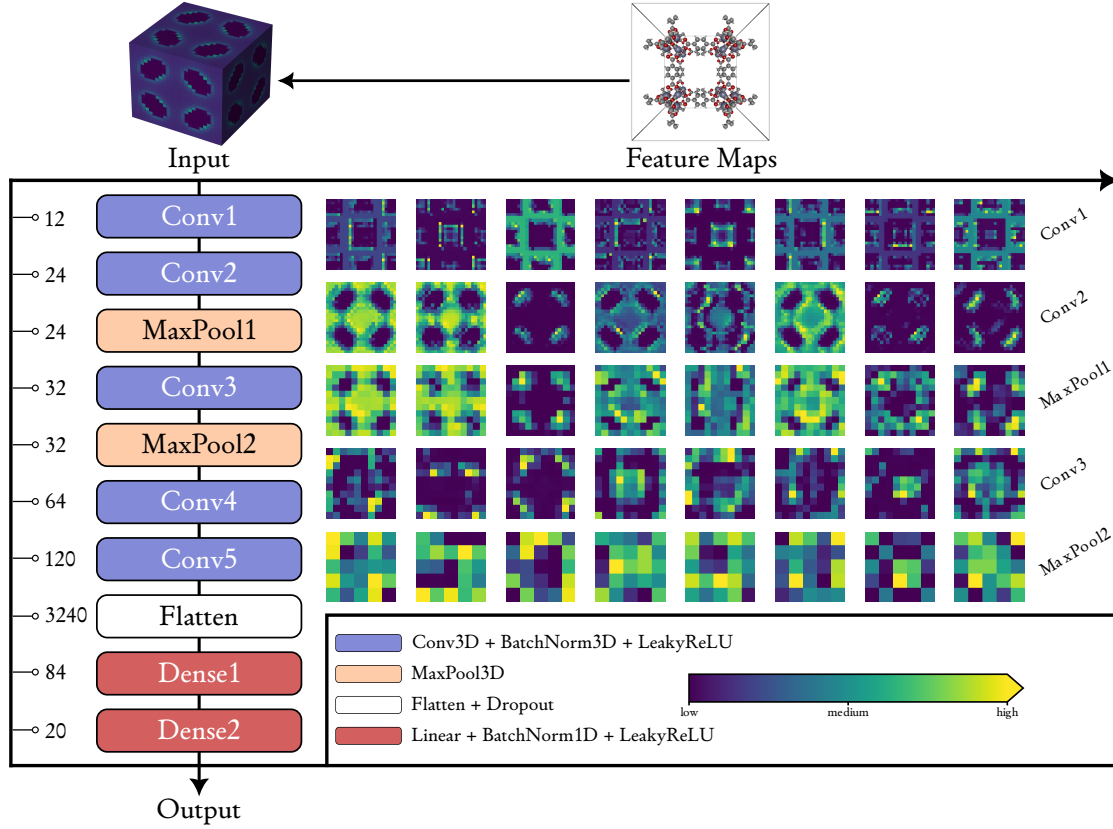 Input
Feature Maps
12
Conv1
24
Conv2
24
MaxPool1
32
Conv3
32
MaxPool2
64
Conv4
120
Conv5
3240
Flatten
84
Dense1
20
Dense2
Output
Conv1
Conv2
MaxPool1
Conv3
MaxPool2
Conv3D + BatchNorm3D + LeakyReLU
MaxPool3D
Flatten + Dropout
Linear + BatchNorm1D + LeakyReLU
low medium high